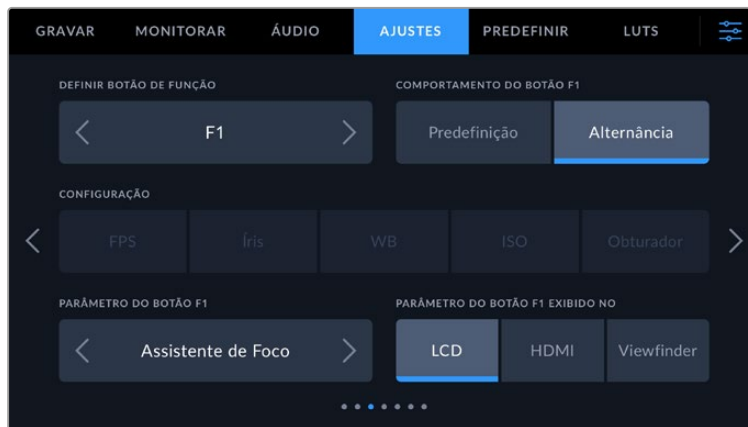 GRAVAR MONITORAR ÁUDIO AJUSTES PREDEFINIR LUTS
DEFINIR BOTÃO DE FUNÇÃO COMPORTAMENTO DO BOTÃO F1
F1 Predefinição Alternância
CONFIGURAÇÃO
FPS Íris WB ISO Obturador
PARÂMETRO DO BOTÃO F1 PARÂMETRO DO BOTÃO F1 EXIBIDO NO
Assistente de Foco LCD HDMI Viewfinder